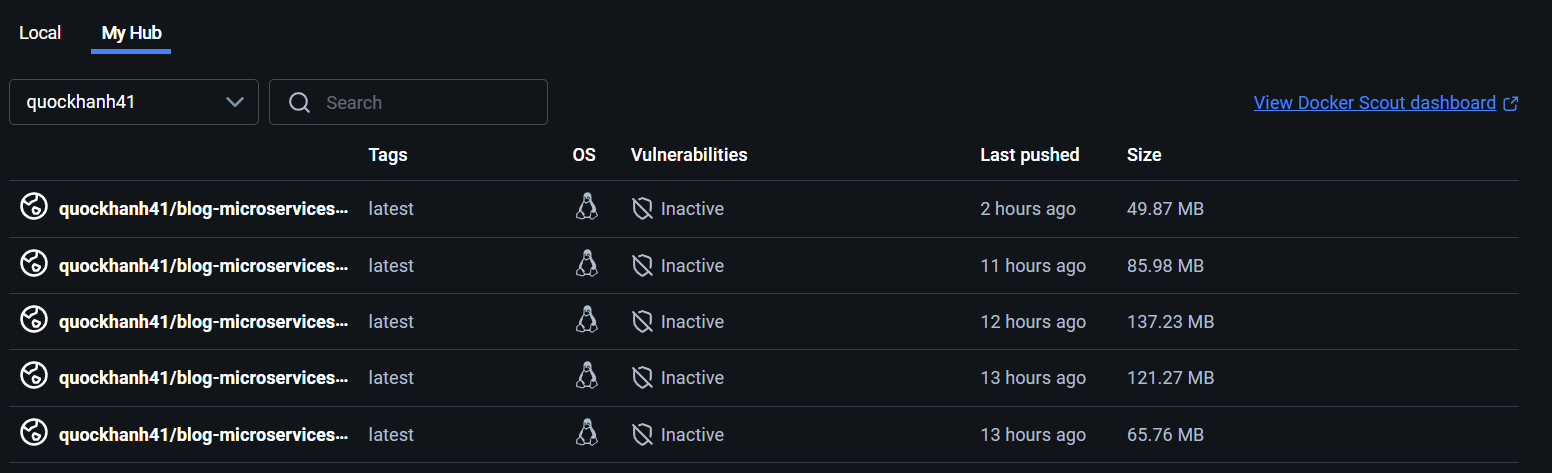 Local My Hub
quockhanh41 Search View Docker Scout dashboard
Tags OS Vulnerabilities Last pushed Size
quockhanh41/blog-microservices... latest Inactive 2 hours ago 49.87 MB
quockhanh41/blog-microservices... latest Inactive 11 hours ago 85.98 MB
quockhanh41/blog-microservices... latest Inactive 12 hours ago 137.23 MB
quockhanh41/blog-microservices... latest Inactive 13 hours ago 121.27 MB
quockhanh41/blog-microservices... latest Inactive 13 hours ago 65.76 MB